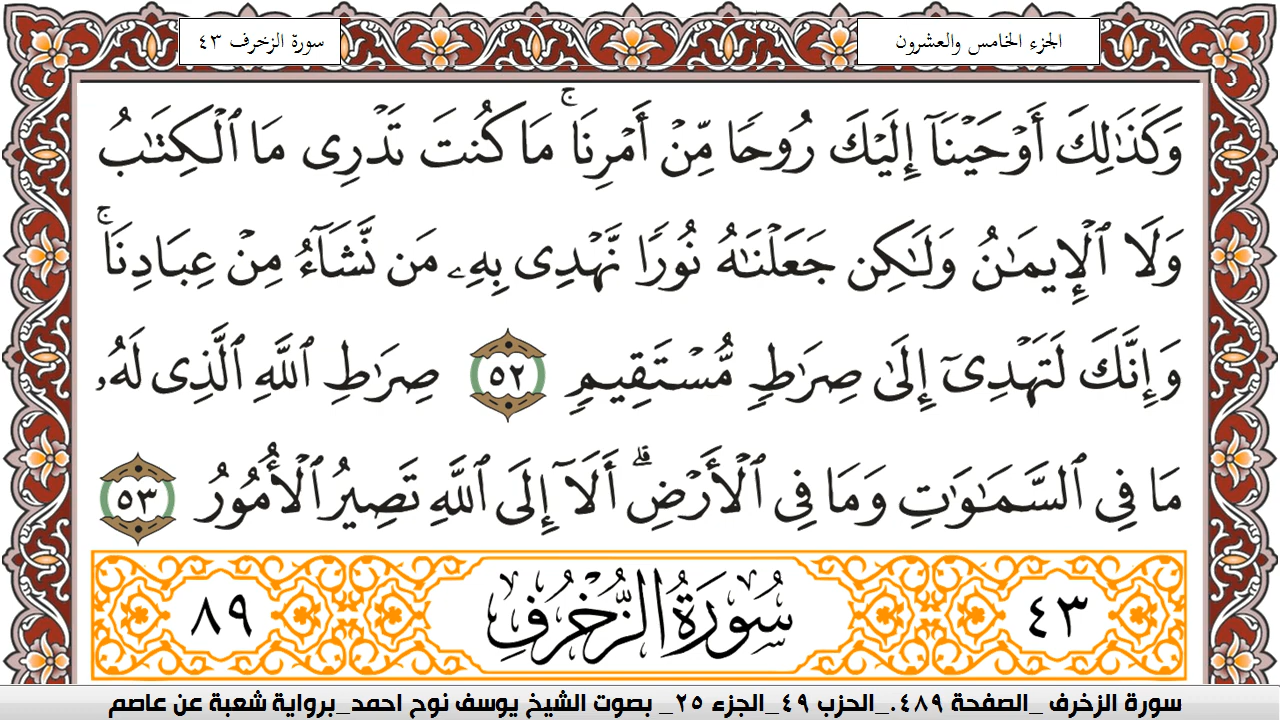 الجزء الخامس والعشرون
سورة الزخرف ٤٣
وَكَذَٰلِكَ أَوۡحَيۡنَآ إِلَيۡكَ رُوحٗا مِّنۡ أَمۡرِنَاۚ مَا كُنتَ تَدۡرِي مَا ٱلۡكِتَٰبُ
وَلَا ٱلۡإِيمَٰنُ وَلَٰكِن جَعَلۡنَٰهُ نُورٗا نَّهۡدِي بِهِۦ مَن نَّشَآءُ مِنۡ عِبَادِنَاۚ
وَإِنَّكَ لَتَهۡدِيٓ إِلَىٰ صِرَٰطٖ مُّسۡتَقِيمٖ ٥٢ صِرَٰطِ ٱللَّهِ ٱلَّذِي لَهُۥ
مَا فِي ٱلسَّمَٰوَٰتِ وَمَا فِي ٱلۡأَرۡضِۗ أَلَآ إِلَى ٱللَّهِ تَصِيرُ ٱلۡأُمُورُ ٥٣
٤٣ سُورَةُ الزُّخۡرُفِ ٨٩
سورة الزخرف _الصفحة ٤٨٩._الحزب ٤٩_الجزء ٢٥_ بصوت الشيخ يوسف نوح احمد_برواية شعبة عن عاصم